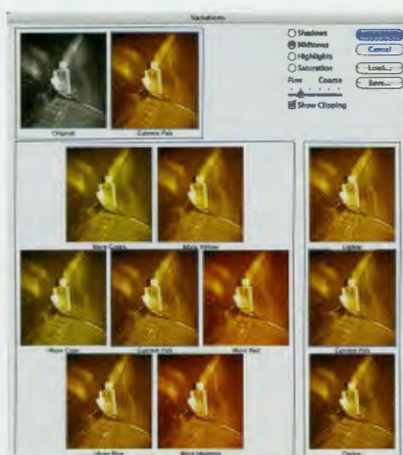 Variations
Shadows
Midtones
Highlights
Saturation
Fine Coarse
Show Clipping
Cancel
Load...
Save...
Original Current Pick
More Green More Yellow
Lighter
More Cyan Current Pick More Red
Current Pick
More Blue More Magenta
Darker